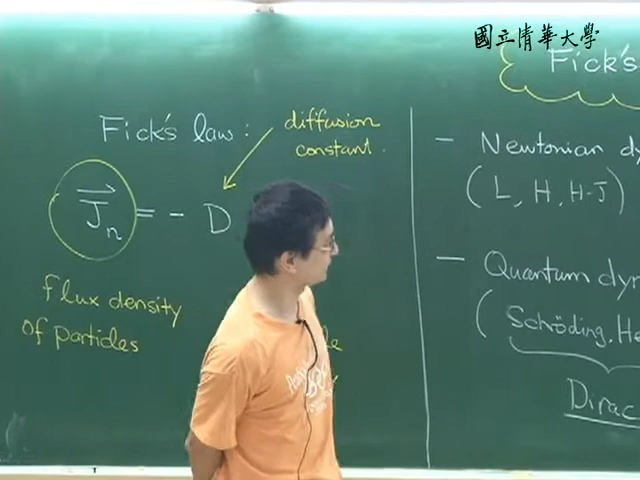 國立清華大學
Fick's
Fick's law:
diffusion
constant.
J⃗n = - D
flux density
of particles
- Newtonian dy
(L, H, H-J)
- Quantum dyn
(Schröding. He
Dirac